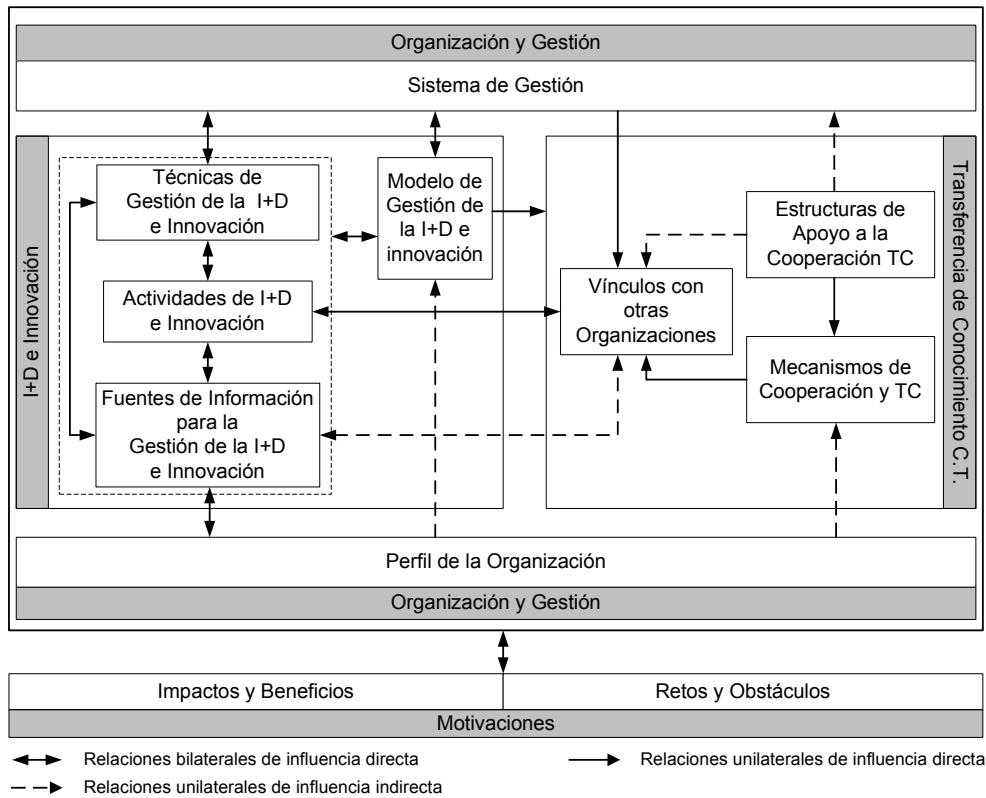 Organización y Gestión
Sistema de Gestión
I+D e Innovación
Técnicas de
Gestión de la I+D
e Innovación
Actividades de I+D
e Innovación
Fuentes de Información
para la
Gestión de la I+D
e Innovación
Modelo de
Gestión de
la I+D e
innovación
Vínculos con
otras
Organizaciones
Estructuras de
Apoyo a la
Cooperación TC
Mecanismos de
Cooperación y TC
Transferencia de Conocimiento C.T.
Perfil de la Organización
Organización y Gestión
Impactos y Beneficios
Retos y Obstáculos
Motivaciones
Relaciones bilaterales de influencia directa
Relaciones unilaterales de influencia directa
Relaciones unilaterales de influencia indirecta